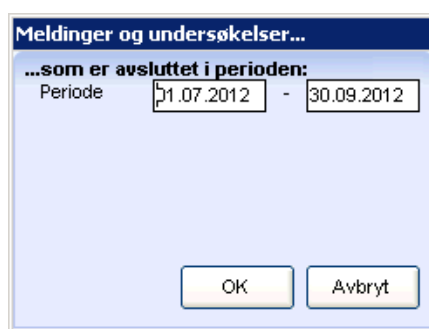 Meldinger og undersøkelser...
...som er avsluttet i perioden:
Periode 01.07.2012 - 30.09.2012
OK Avbryt